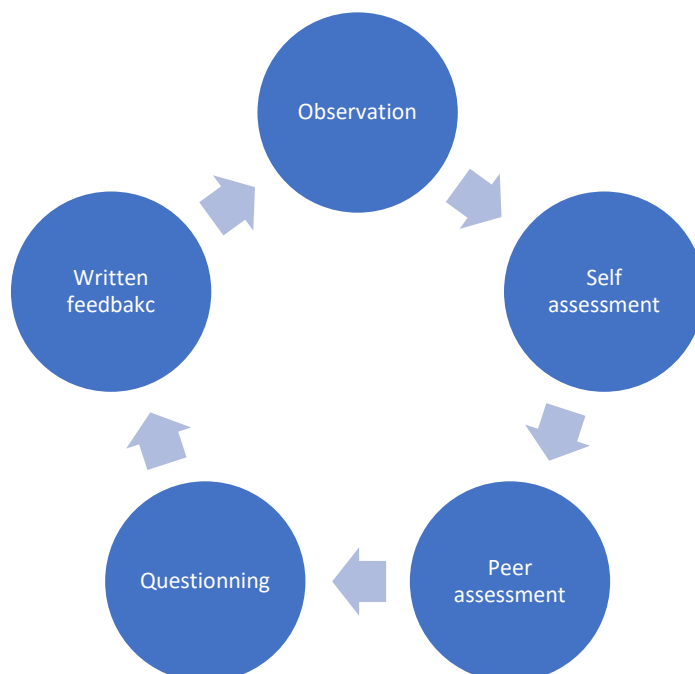 Observation
Self
assessment
Peer
assessment
Questionning
Written
feedbakc